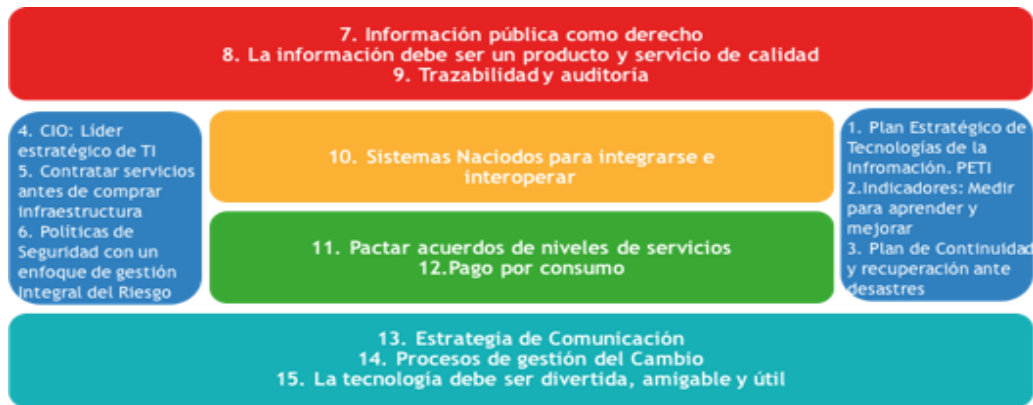 7. Información pública como derecho
8. La información debe ser un producto y servicio de calidad
9. Trazabilidad y auditoría
4. CIO: Líder
estratégico de TI
5. Contratar servicios
antes de comprar
infraestructura
6. Políticas de
Seguridad con un
enfoque de gestión
Integral del Riesgo
10. Sistemas Naciodos para integrarse e
interoperar
11. Pactar acuerdos de niveles de servicios
12.Pago por consumo
1. Plan Estratégico de
Tecnologías de la
Infromación. PETI
2.Indicadores: Medir
para aprender y
mejorar
3. Plan de Continuidad
y recuperación ante
desastres
13. Estrategia de Comunicación
14. Procesos de gestión del Cambio
15. La tecnología debe ser divertida, amigable y útil